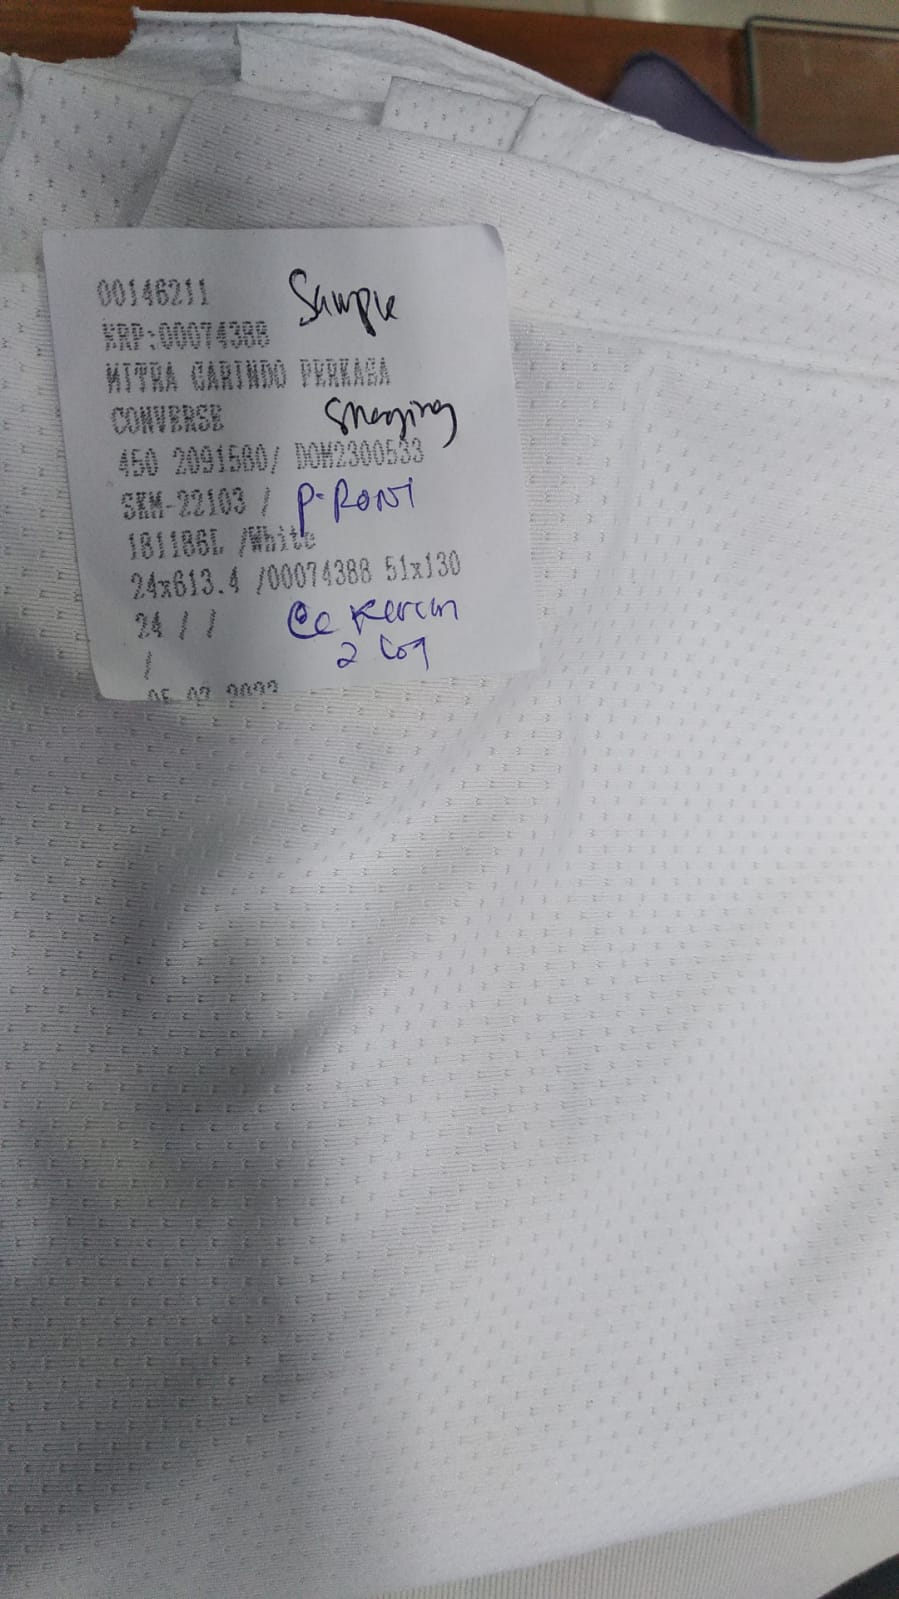 00146211 Sample
KRP:00074388
MITRA GARINDO PERKASA
CONVERSE
450 2091580/ DOM2300533
SKM-22103 / P-RONI
181186L /White
24x613.4 /00074388 51x130
24 / /
/ 2